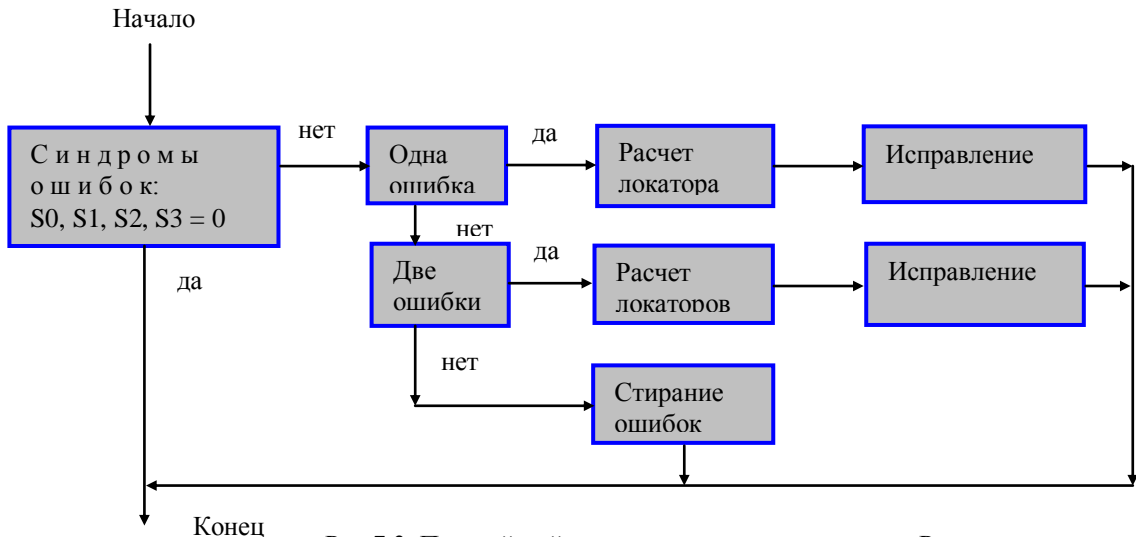 Начало
нет
да
С и н д р о м ы
о ш и б о к:
S0, S1, S2, S3 = 0
Одна
ошибка
Расчет
локатора
Исправление
нет
да
да
Две
ошибки
Расчет
локаторов
Исправление
нет
Стирание
ошибок
Конец